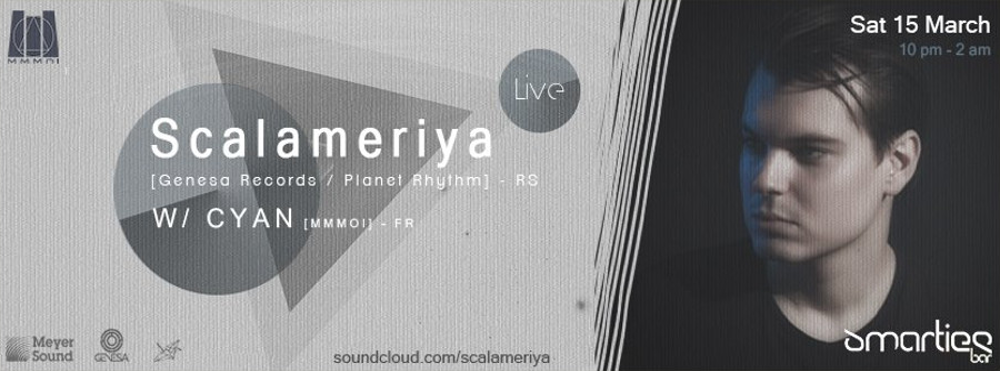 MMMOI
Sat 15 March
10 pm - 2 am
Live
Scalameriya
[Genesa Records / Planet Rhythm] - RS
W/ CYAN [MMMOI] - FR
Meyer
Sound
GENESA
soundcloud.com/scalameriya
smarties
bar